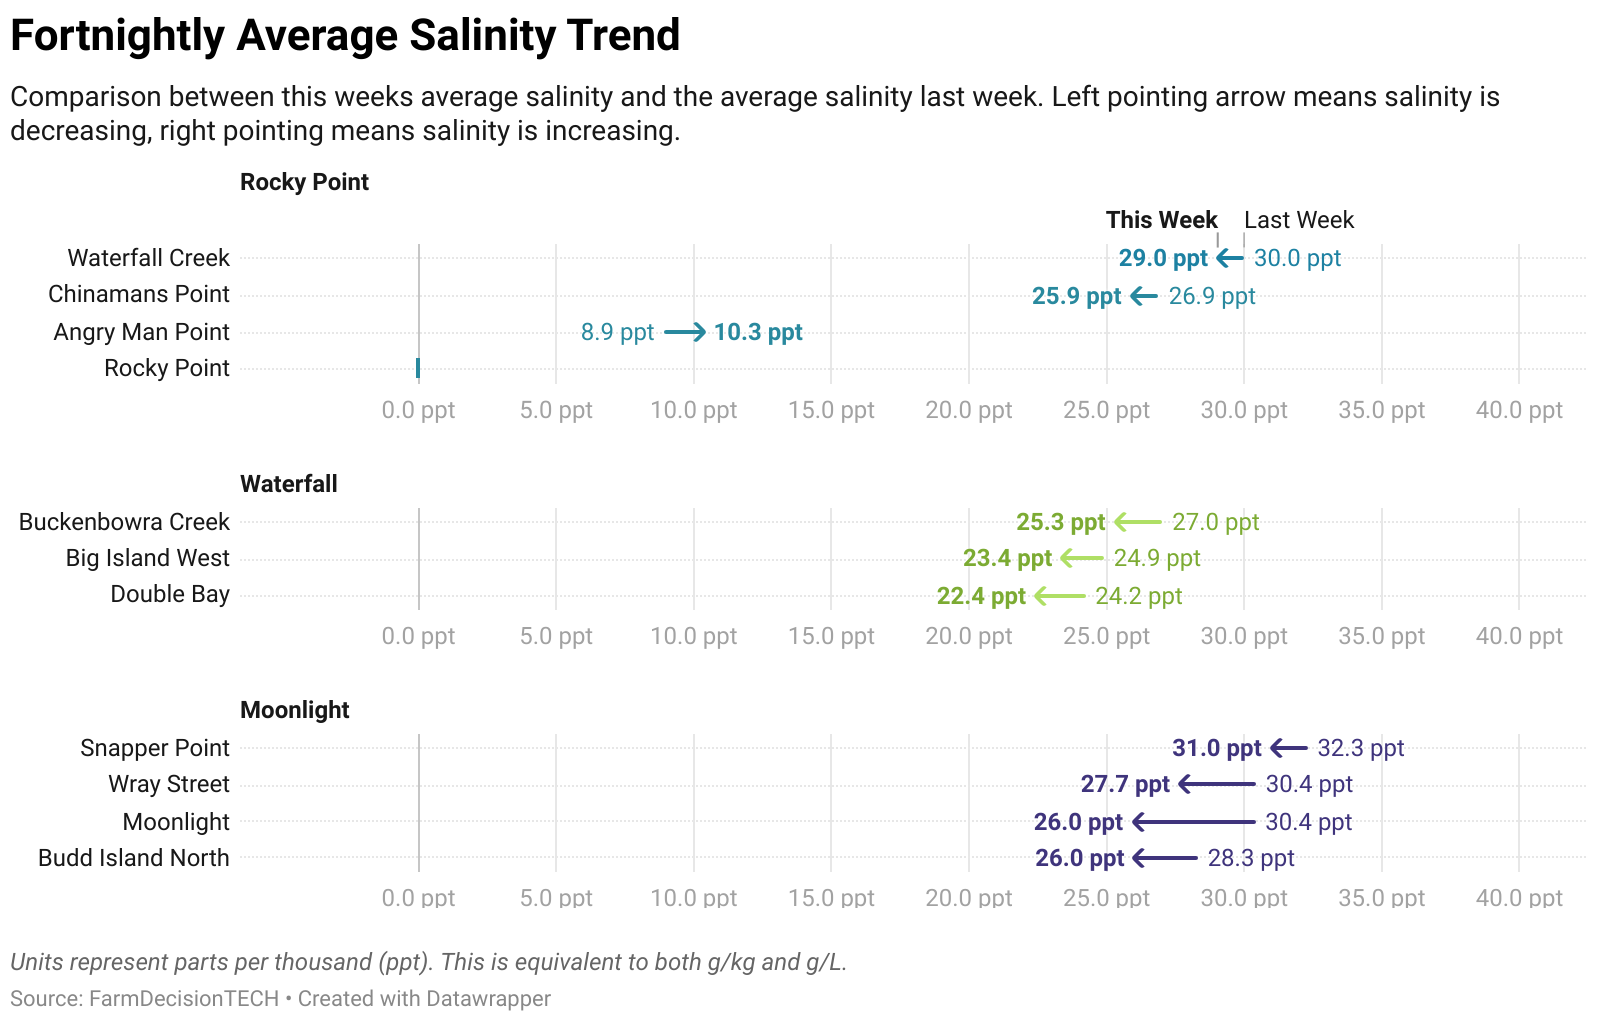 Fortnightly Average Salinity Trend
Comparison between this weeks average salinity and the average salinity last week. Left pointing arrow means salinity is
decreasing, right pointing means salinity is increasing.
Rocky Point
This Week Last Week
Waterfall Creek 29.0 ppt 30.0 ppt
Chinamans Point 25.9 ppt 26.9 ppt
Angry Man Point 8.9 ppt 10.3 ppt
Rocky Point
0.0 ppt 5.0 ppt 10.0 ppt 15.0 ppt 20.0 ppt 25.0 ppt 30.0 ppt 35.0 ppt 40.0 ppt
Waterfall
Buckenbowra Creek 25.3 ppt 27.0 ppt
Big Island West 23.4 ppt 24.9 ppt
Double Bay 22.4 ppt 24.2 ppt
0.0 ppt 5.0 ppt 10.0 ppt 15.0 ppt 20.0 ppt 25.0 ppt 30.0 ppt 35.0 ppt 40.0 ppt
Moonlight
Snapper Point 31.0 ppt 32.3 ppt
Wray Street 27.7 ppt 30.4 ppt
Moonlight 26.0 ppt 30.4 ppt
Budd Island North 26.0 ppt 28.3 ppt
0.0 ppt 5.0 ppt 10.0 ppt 15.0 ppt 20.0 ppt 25.0 ppt 30.0 ppt 35.0 ppt 40.0 ppt
Units represent parts per thousand (ppt). This is equivalent to both g/kg and g/L.
Source: FarmDecisionTECH • Created with Datawrapper